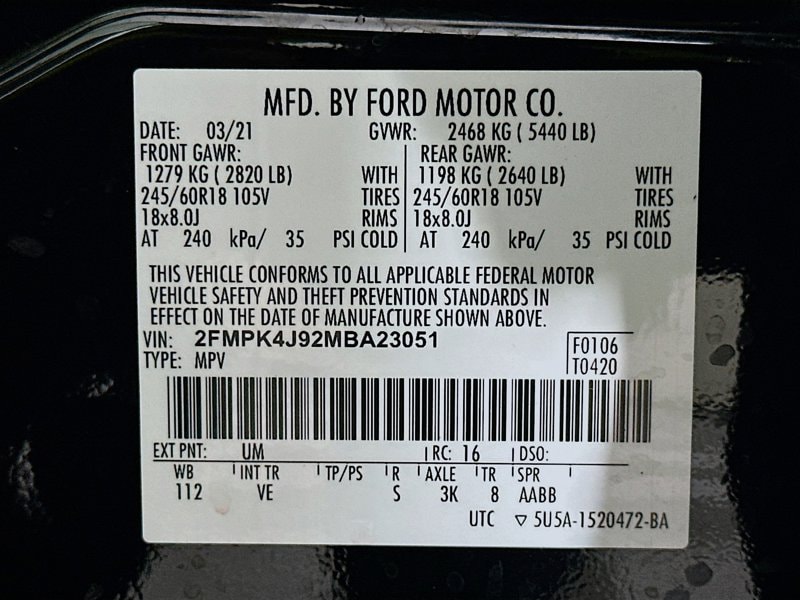 MFD. BY FORD MOTOR CO.
DATE: 03/21 GVWR: 2468 KG ( 5440 LB)
FRONT GAWR: REAR GAWR:
1279 KG ( 2820 LB) WITH 1198 KG ( 2640 LB) WITH
245/60R18 105V TIRES 245/60R18 105V TIRES
18x8.0J RIMS 18x8.0J RIMS
AT 240 kPa/ 35 PSI COLD AT 240 kPa/ 35 PSI COLD
THIS VEHICLE CONFORMS TO ALL APPLICABLE FEDERAL MOTOR
VEHICLE SAFETY AND THEFT PREVENTION STANDARDS IN
EFFECT ON THE DATE OF MANUFACTURE SHOWN ABOVE.
VIN: 2FMPK4J92MBA23051 F0106
TYPE: MPV T0420
EXT PNT: UM RC: 16 DSO:
WB INT TR TP/PS R AXLE TR SPR
112 VE S 3K 8 AABB
UTC ▽ 5U5A-1520472-BA